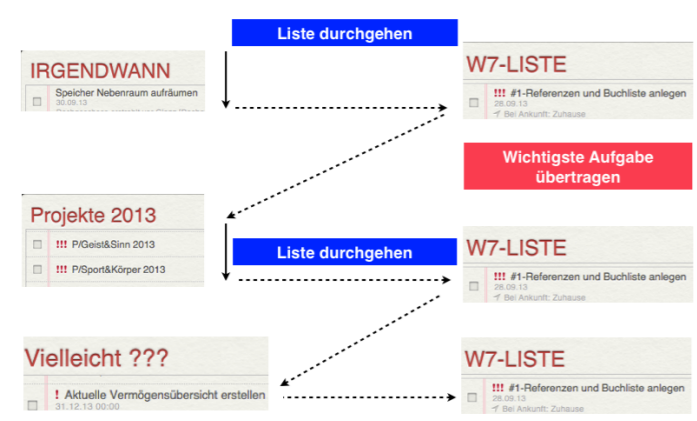 Liste durchgehen
IRGENDWANN
Speicher Nebenraum aufräumen
30.09.13
W7-LISTE
!!! #1-Referenzen und Buchliste anlegen
28.09.13
Bei Ankunft: Zuhause
Wichtigste Aufgabe
übertragen
Projekte 2013
!!! P/Geist&Sinn 2013
!!! P/Sport&Körper 2013
Liste durchgehen
W7-LISTE
!!! #1-Referenzen und Buchliste anlegen
28.09.13
Bei Ankunft: Zuhause
Vielleicht ???
! Aktuelle Vermögensübersicht erstellen
31.12.13 00:00
W7-LISTE
!!! #1-Referenzen und Buchliste anlegen
28.09.13
Bei Ankunft: Zuhause